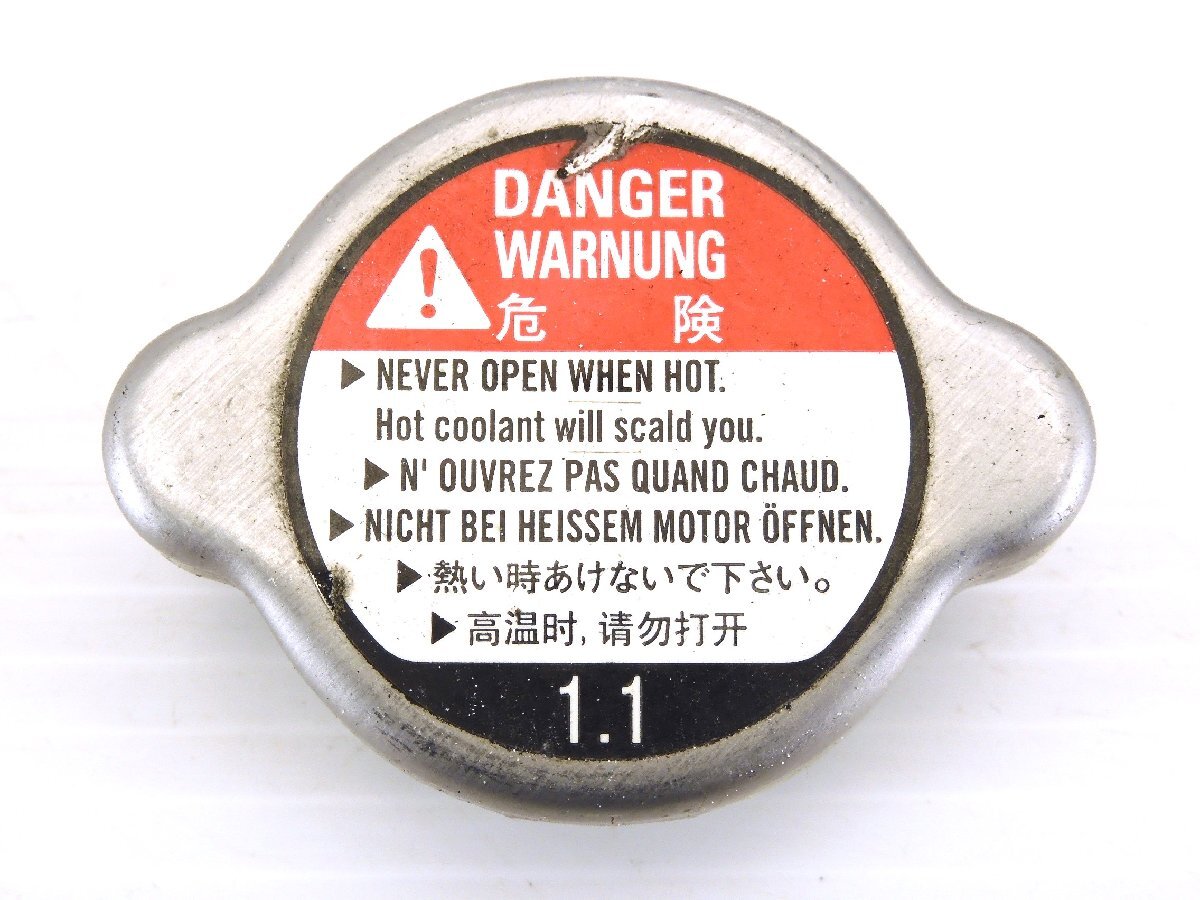 DANGER
WARNUNG
危 険
▶ NEVER OPEN WHEN HOT.
Hot coolant will scald you.
▶ N' OUVREZ PAS QUAND CHAUD.
▶ NICHT BEI HEISSEM MOTOR ÖFFNEN.
▶ 熱い時あけないで下さい。
▶ 高温时, 请勿打开
1.1